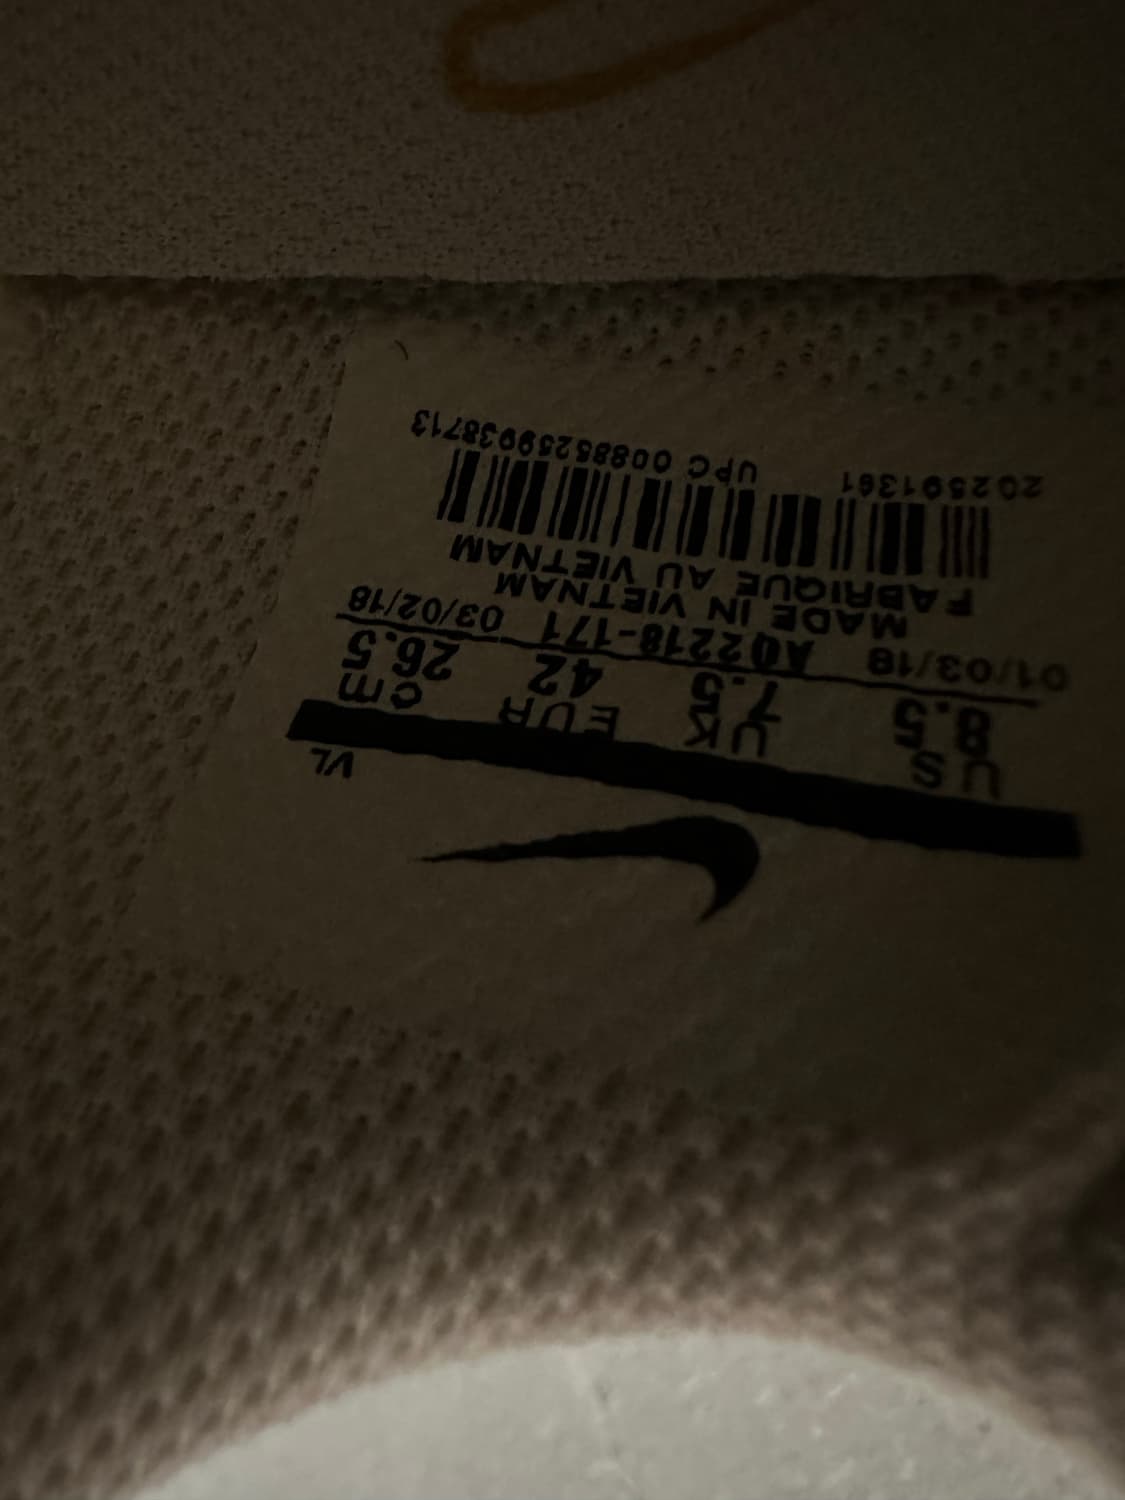 VL
US UK EUR cm
8.5 7.5 42 26.5
01/03/18 AQ2218-171 03/02/18
MADE IN VIETNAM
FABRIQUE AU VIETNAM
202591391 UPC 00885259938713